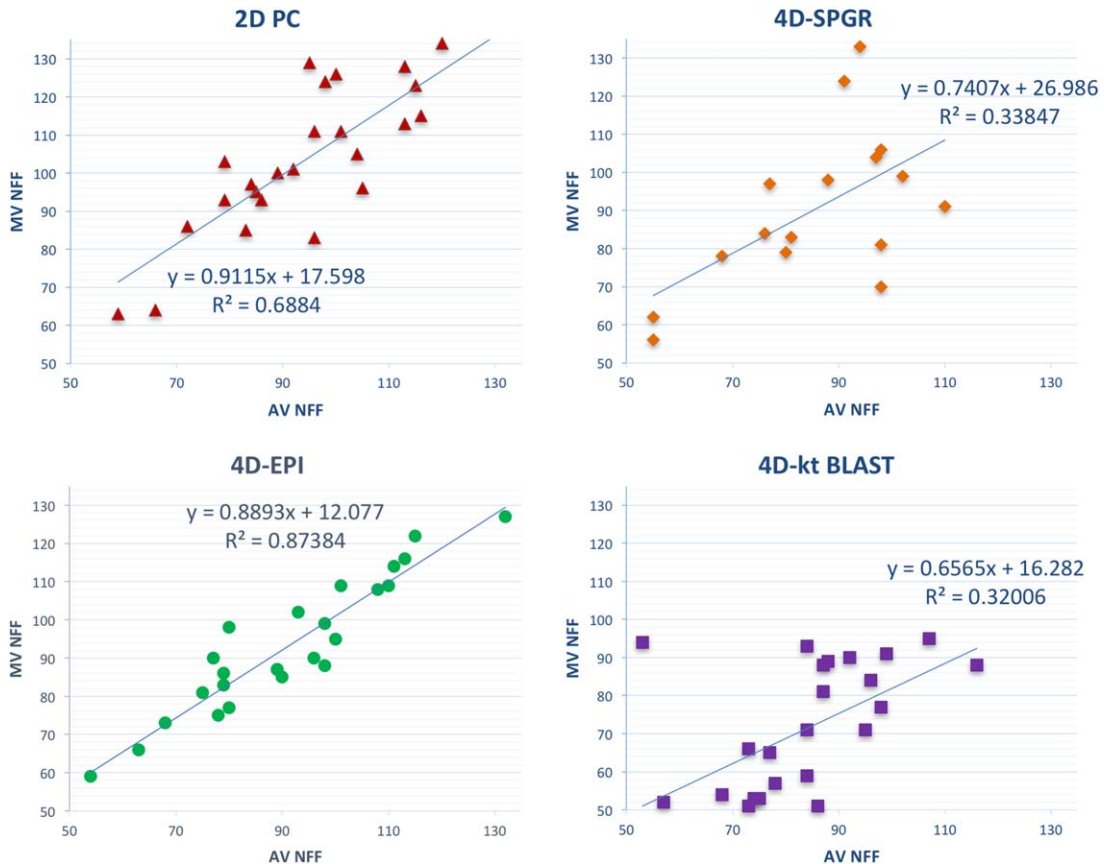 2D PC
130
120
110
100
90
80
70
60
50
MV NFF
y = 0.9115x + 17.598
R² = 0.6884
50 70 90 110 130
AV NFF
4D-SPGR
130
120
110
100
90
80
70
60
50
MV NFF
y = 0.7407x + 26.986
R² = 0.33847
50 70 90 110 130
AV NFF
4D-EPI
130
120
110
100
90
80
70
60
50
MV NFF
y = 0.8893x + 12.077
R² = 0.87384
50 70 90 110 130
AV NFF
4D-kt BLAST
130
120
110
100
90
80
70
60
50
MV NFF
y = 0.6565x + 16.282
R² = 0.32006
50 70 90 110 130
AV NFF